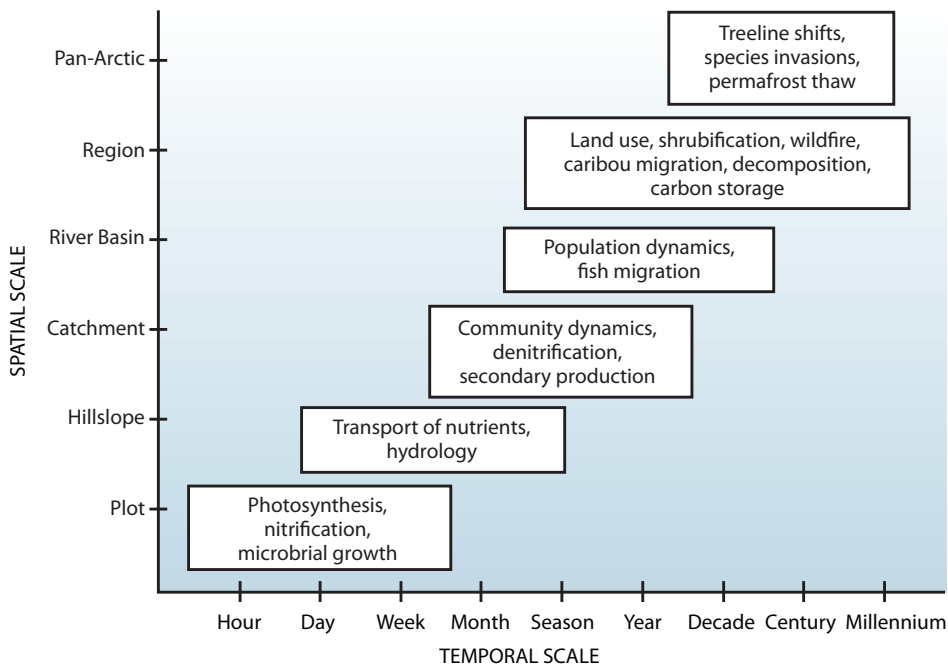 Pan-Arctic
Treeline shifts,
species invasions,
permafrost thaw
Region
Land use, shrubification, wildfire,
caribou migration, decomposition,
carbon storage
River Basin
Population dynamics,
fish migration
SPATIAL SCALE
Catchment
Community dynamics,
denitrification,
secondary production
Hillslope
Transport of nutrients,
hydrology
Plot
Photosynthesis,
nitrification,
microbrial growth
Hour Day Week Month Season Year Decade Century Millennium
TEMPORAL SCALE